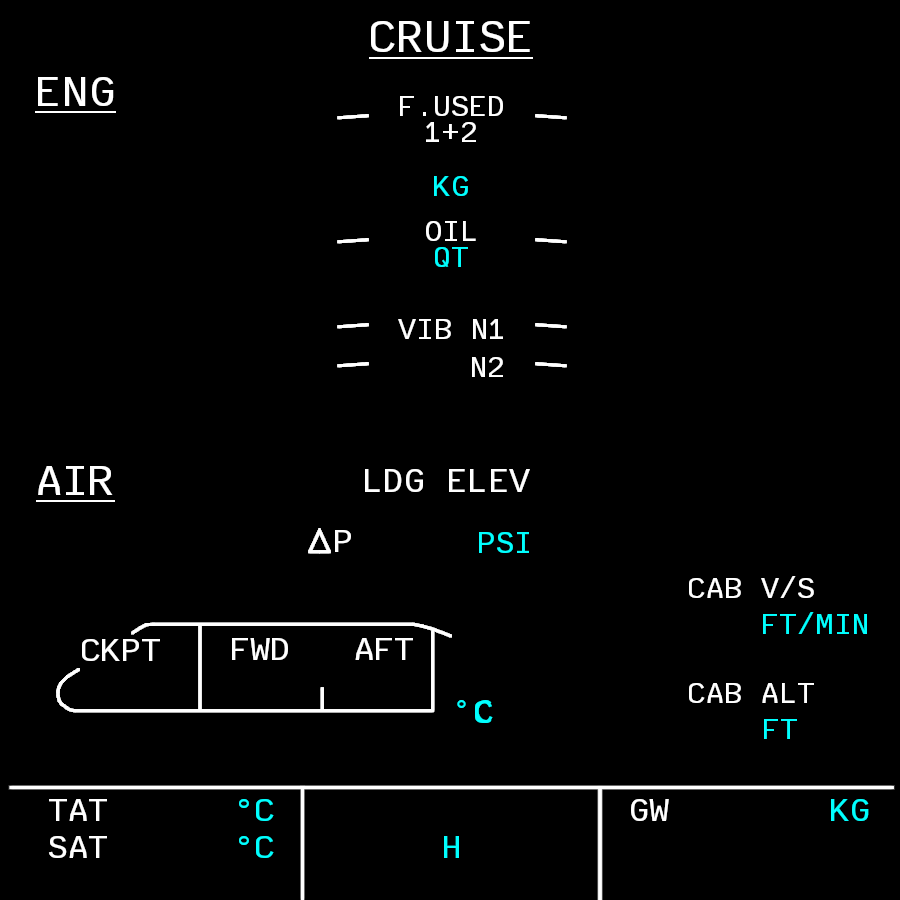 CRUISE
ENG
F.USED
1+2
KG
OIL
QT
VIB N1
N2
AIR
LDG ELEV
ΔP PSI
CAB V/S
FT/MIN
CKPT FWD AFT
CAB ALT
°C
FT
TAT °C
GW KG
SAT °C
H